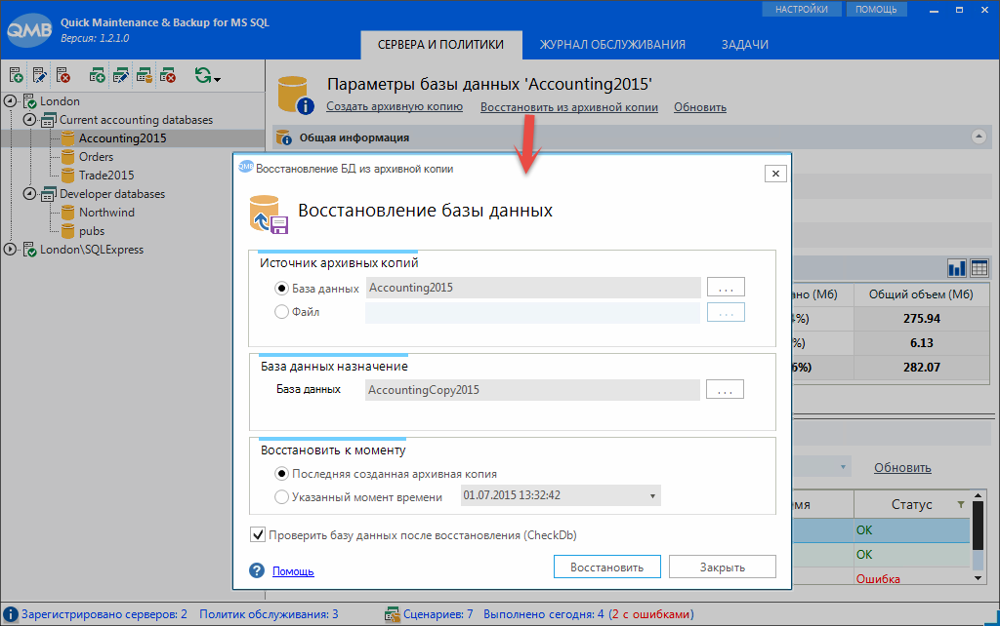 QMB
Quick Maintenance & Backup for MS SQL
Версия: 1.2.1.0
НАСТРОЙКИ
ПОМОЩЬ
СЕРВЕРА И ПОЛИТИКИ
ЖУРНАЛ ОБСЛУЖИВАНИЯ
ЗАДАЧИ
London
Current accounting databases
Accounting2015
Orders
Trade2015
Developer databases
Northwind
pubs
London\SQLExpress
Параметры базы данных 'Accounting2015'
Создать архивную копию
Восстановить из архивной копии
Обновить
Общая информация
QMB Восстановление БД из архивной копии
Восстановление базы данных
Источник архивных копий
База данных Accounting2015 ...
Файл ...
База данных назначение
База данных AccountingCopy2015 ...
Восстановить к моменту
Последняя созданная архивная копия
Указанный момент времени 01.07.2015 13:32:42
Проверить базу данных после восстановления (CheckDb)
Помощь
Восстановить
Закрыть
ано (Мб) Общий объем (Мб)
4%) 275.94
%) 6.13
6%) 282.07
Обновить
мя Статус
OK
OK
Ошибка
Зарегистрировано серверов: 2 Политик обслуживания: 3 Сценариев: 7 Выполнено сегодня: 4 (2 с ошибками)